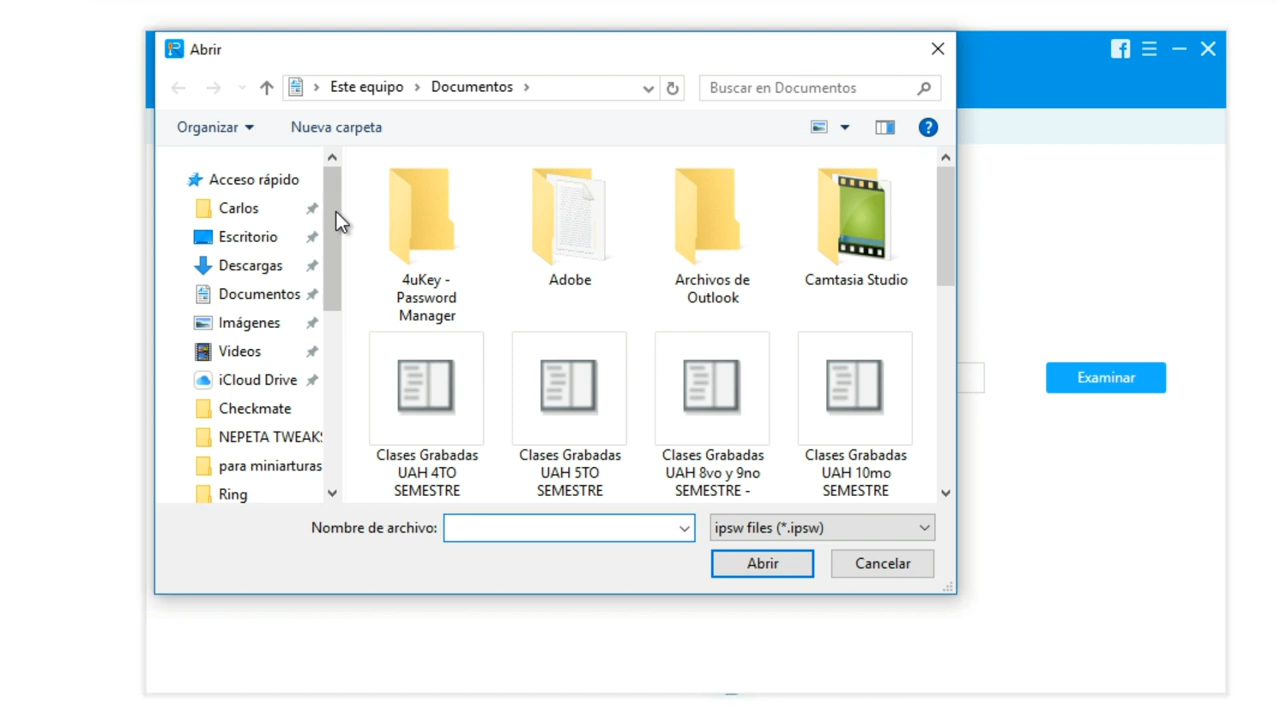 Abrir
Este equipo
Documentos
Buscar en Documentos
Organizar
Nueva carpeta
Acceso rápido
Carlos
Escritorio
Descargas
Documentos
Imágenes
Videos
iCloud Drive
Checkmate
NEPETA TWEAKS
para miniarturas
Ring
4uKey -
Password
Manager
Adobe
Archivos de
Outlook
Camtasia Studio
Clases Grabadas
UAH 4TO
SEMESTRE
Clases Grabadas
UAH 5TO
SEMESTRE
Clases Grabadas
UAH 8vo y 9no
SEMESTRE -
Clases Grabadas
UAH 10mo
SEMESTRE
Nombre de archivo:
ipsw files (*.ipsw)
Abrir
Cancelar
Examinar